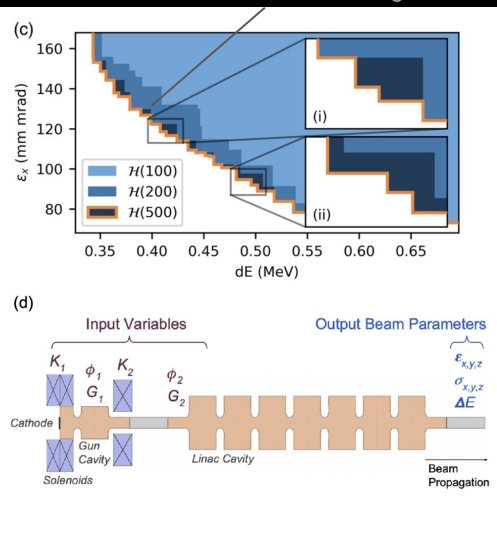 (c)
160
140
120
100
80
εx (mm mrad)
(i)
(ii)
H(100)
H(200)
H(500)
0.35 0.40 0.45 0.50 0.55 0.60 0.65
dE (MeV)
(d)
Input Variables
Output Beam Parameters
K1 ϕ1 K2 ϕ2
G1 G2
εx,y,z
σx,y,z
ΔE
Cathode
Gun
Cavity
Linac Cavity
Solenoids
Beam
Propagation